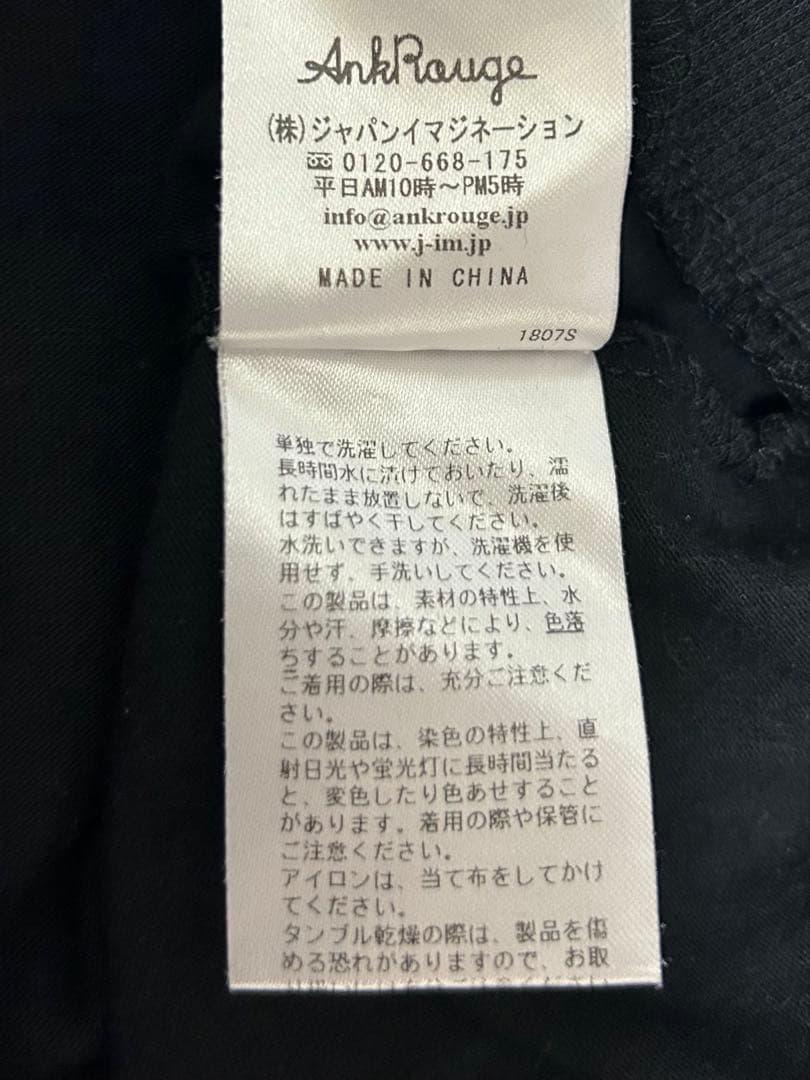 AnkRouge
(株)ジャパンイマジネーション
0120-668-175
平日AM10時～PM5時
info@ankrouge.jp
www.j-im.jp
MADE IN CHINA
1807S
単独で洗濯してください。
長時間水に漬けておいたり、濡
れたまま放置しないで、洗濯後
はすばやく干してください。
水洗いできますが、洗濯機を使
用せず、手洗いしてください。
この製品は、素材の特性上、水
分や汗、摩擦などにより、色落
ちすることがあります。
ご着用の際は、充分ご注意くだ
さい。
この製品は、染色の特性上、直
射日光や蛍光灯に長時間当たる
と、変色したり色あせすること
があります。着用の際や保管に
ご注意ください。
アイロンは、当て布をしてかけ
てください。
タンブル乾燥の際は、製品を傷
める恐れがありますので、お取